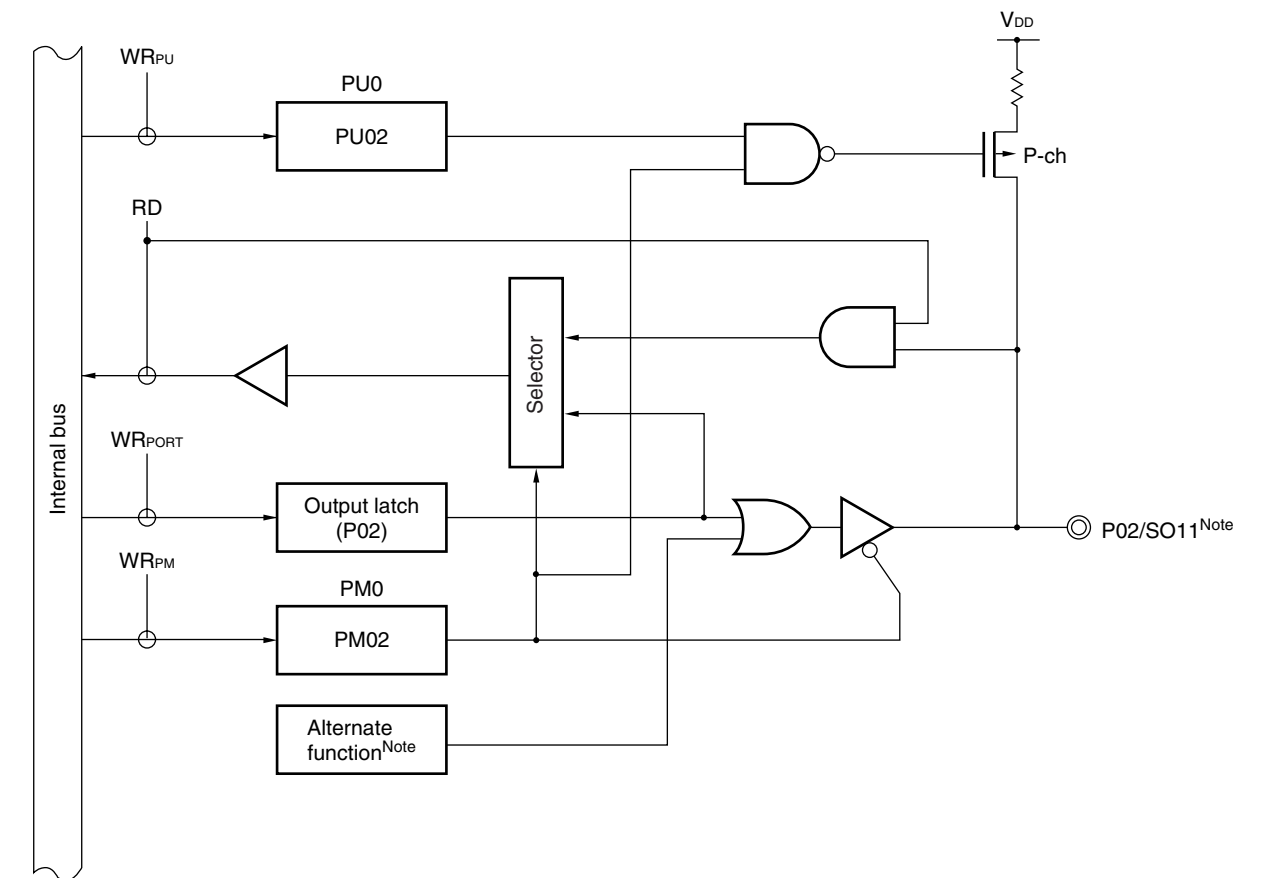 VDD
WRPU
PU0
PU02
P-ch
RD
Selector
Internal bus
WRPORT
Output latch
(P02)
P02/SO11Note
WRPM
PM0
PM02
Alternate
functionNote